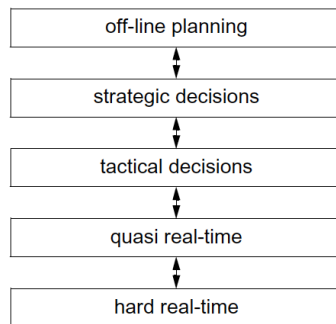 off-line planning
strategic decisions
tactical decisions
quasi real-time
hard real-time